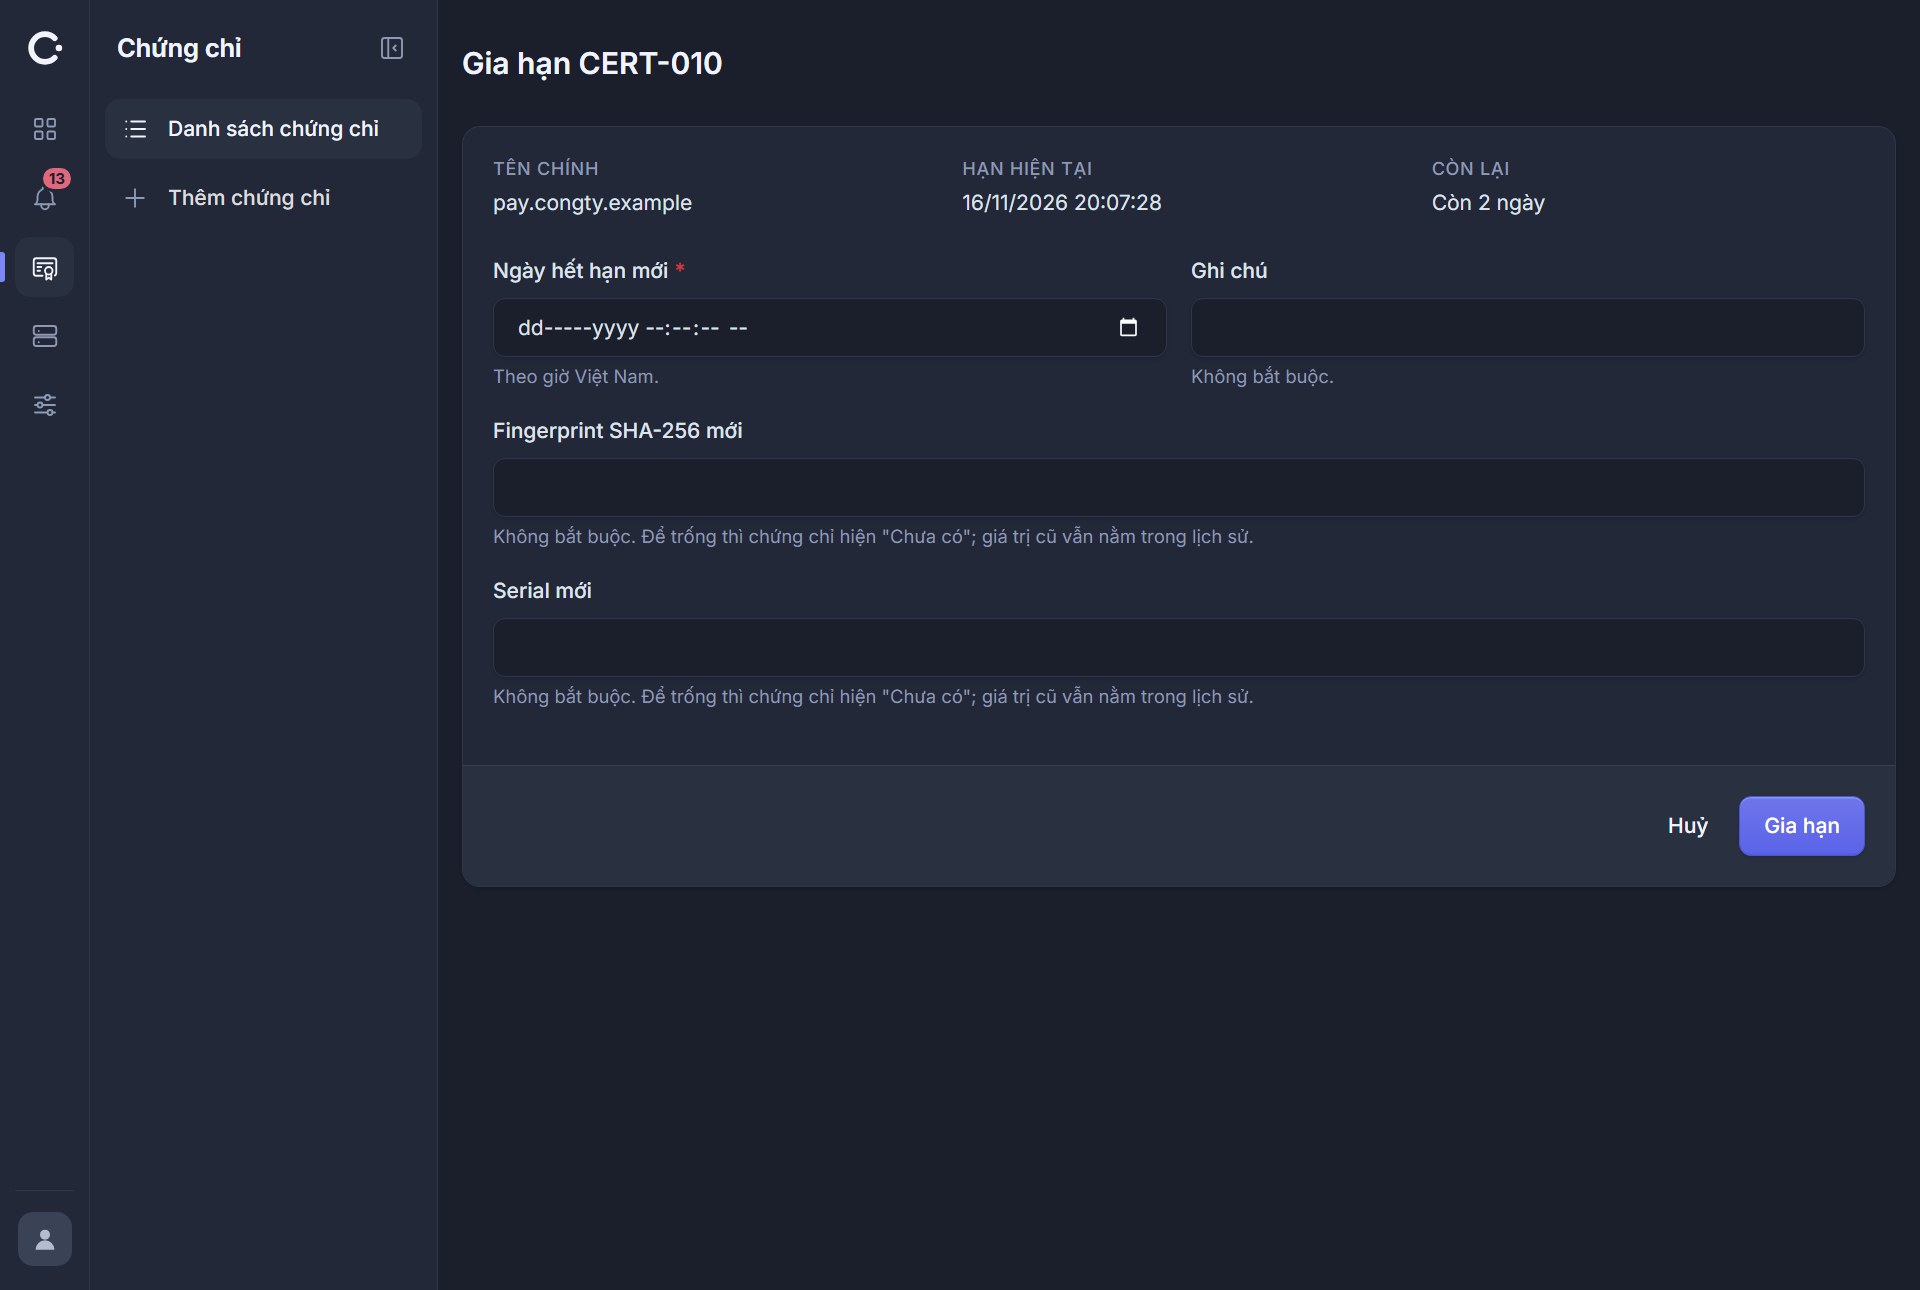 Chứng chỉ
Danh sách chứng chỉ
13
Thêm chứng chỉ
Gia hạn CERT-010
TÊN CHÍNH
pay.congty.example
HẠN HIỆN TẠI
16/11/2026 20:07:28
CÒN LẠI
Còn 2 ngày
Ngày hết hạn mới *
dd-----yyyy --:--:-- --
Theo giờ Việt Nam.
Ghi chú
Không bắt buộc.
Fingerprint SHA-256 mới
Không bắt buộc. Để trống thì chứng chỉ hiện "Chưa có"; giá trị cũ vẫn nằm trong lịch sử.
Serial mới
Không bắt buộc. Để trống thì chứng chỉ hiện "Chưa có"; giá trị cũ vẫn nằm trong lịch sử.
Huỷ
Gia hạn